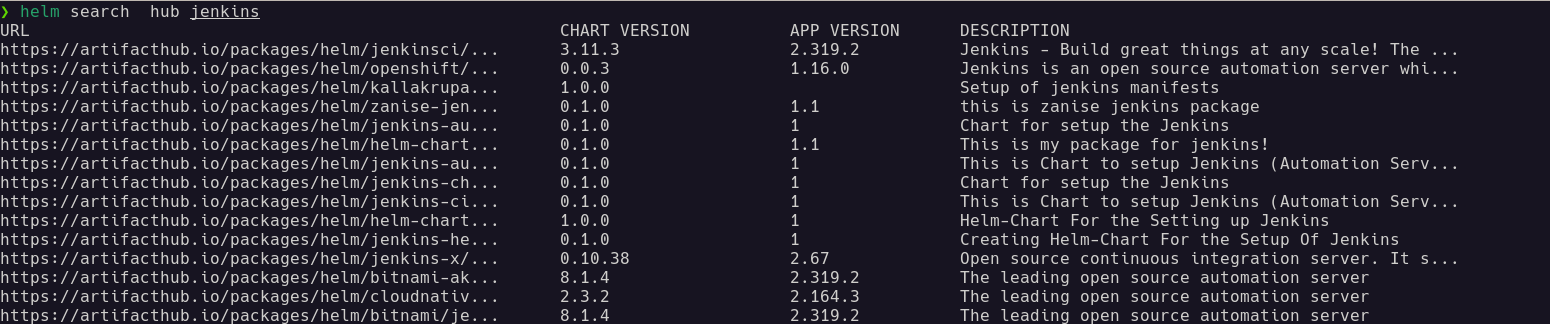 ❯ helm search  hub jenkins
URL CHART VERSION APP VERSION DESCRIPTION
https://artifacthub.io/packages/helm/jenkinsci/... 3.11.3 2.319.2 Jenkins - Build great things at any scale! The ...
https://artifacthub.io/packages/helm/openshift/... 0.0.3 1.16.0 Jenkins is an open source automation server whi...
https://artifacthub.io/packages/helm/kallakrupa... 1.0.0 Setup of jenkins manifests
https://artifacthub.io/packages/helm/zanise-jen... 0.1.0 1.1 this is zanise jenkins package
https://artifacthub.io/packages/helm/jenkins-au... 0.1.0 1 Chart for setup the Jenkins
https://artifacthub.io/packages/helm/helm-chart... 0.1.0 1.1 This is my package for jenkins!
https://artifacthub.io/packages/helm/jenkins-au... 0.1.0 1 This is Chart to setup Jenkins (Automation Serv...
https://artifacthub.io/packages/helm/jenkins-ch... 0.1.0 1 Chart for setup the Jenkins
https://artifacthub.io/packages/helm/jenkins-ci... 0.1.0 1 This is Chart to setup Jenkins (Automation Serv...
https://artifacthub.io/packages/helm/helm-chart... 1.0.0 1 Helm-Chart For the Setting up Jenkins
https://artifacthub.io/packages/helm/jenkins-he... 0.1.0 1 Creating Helm-Chart For the Setup Of Jenkins
https://artifacthub.io/packages/helm/jenkins-x/... 0.10.38 2.67 Open source continuous integration server. It s...
https://artifacthub.io/packages/helm/bitnami-ak... 8.1.4 2.319.2 The leading open source automation server
https://artifacthub.io/packages/helm/cloudnativ... 2.3.2 2.164.3 The leading open source automation server
https://artifacthub.io/packages/helm/bitnami/je... 8.1.4 2.319.2 The leading open source automation server